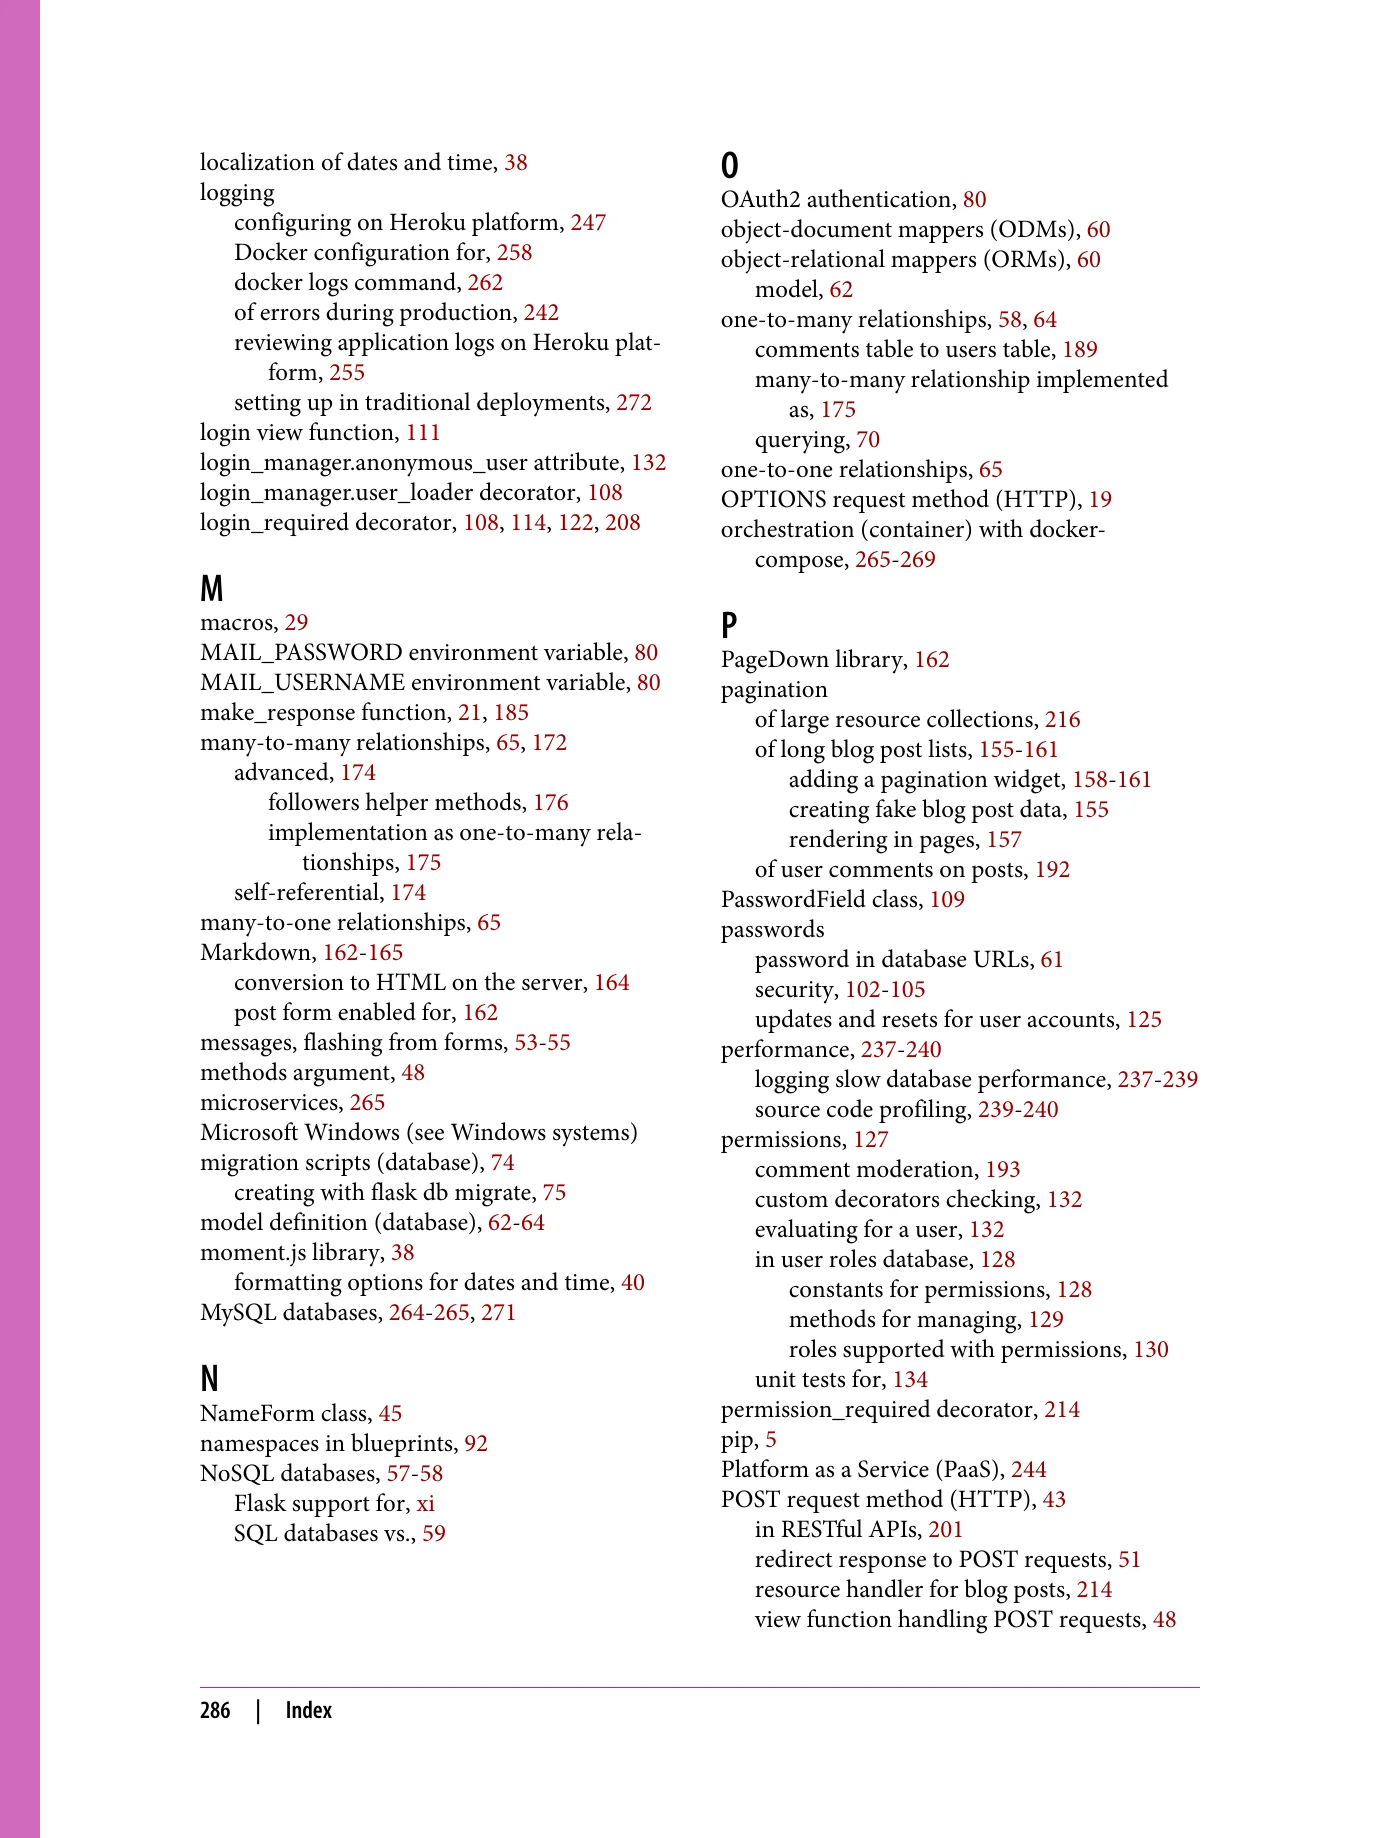 localization of dates and time, 38
logging
configuring on Heroku platform, 247
Docker configuration for, 258
docker logs command, 262
of errors during production, 242
reviewing application logs on Heroku plat-
form, 255
setting up in traditional deployments, 272
login view function, 111
login_manager.anonymous_user attribute, 132
login_manager.user_loader decorator, 108
login_required decorator, 108, 114, 122, 208
M
macros, 29
MAIL_PASSWORD environment variable, 80
MAIL_USERNAME environment variable, 80
make_response function, 21, 185
many-to-many relationships, 65, 172
advanced, 174
followers helper methods, 176
implementation as one-to-many rela-
tionships, 175
self-referential, 174
many-to-one relationships, 65
Markdown, 162-165
conversion to HTML on the server, 164
post form enabled for, 162
messages, flashing from forms, 53-55
methods argument, 48
microservices, 265
Microsoft Windows (see Windows systems)
migration scripts (database), 74
creating with flask db migrate, 75
model definition (database), 62-64
moment.js library, 38
formatting options for dates and time, 40
MySQL databases, 264-265, 271
N
NameForm class, 45
namespaces in blueprints, 92
NoSQL databases, 57-58
Flask support for, xi
SQL databases vs., 59
O
OAuth2 authentication, 80
object-document mappers (ODMs), 60
object-relational mappers (ORMs), 60
model, 62
one-to-many relationships, 58, 64
comments table to users table, 189
many-to-many relationship implemented
as, 175
querying, 70
one-to-one relationships, 65
OPTIONS request method (HTTP), 19
orchestration (container) with docker-
compose, 265-269
P
PageDown library, 162
pagination
of large resource collections, 216
of long blog post lists, 155-161
adding a pagination widget, 158-161
creating fake blog post data, 155
rendering in pages, 157
of user comments on posts, 192
PasswordField class, 109
passwords
password in database URLs, 61
security, 102-105
updates and resets for user accounts, 125
performance, 237-240
logging slow database performance, 237-239
source code profiling, 239-240
permissions, 127
comment moderation, 193
custom decorators checking, 132
evaluating for a user, 132
in user roles database, 128
constants for permissions, 128
methods for managing, 129
roles supported with permissions, 130
unit tests for, 134
permission_required decorator, 214
pip, 5
Platform as a Service (PaaS), 244
POST request method (HTTP), 43
in RESTful APIs, 201
redirect response to POST requests, 51
resource handler for blog posts, 214
view function handling POST requests, 48
286 | Index